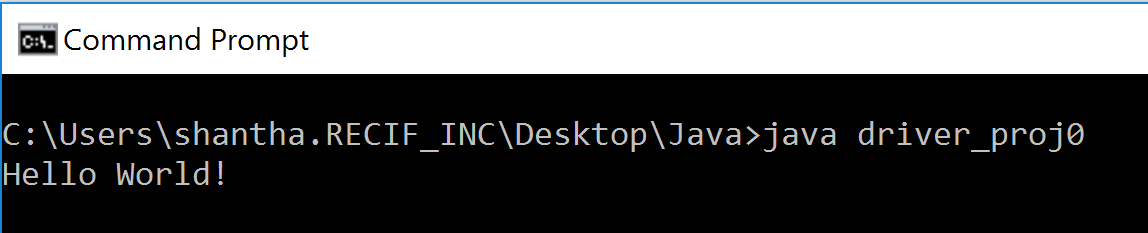 C:\.
Command Prompt
C:\Users\shantha.RECIF_INC\Desktop\Java>java driver_proj0
Hello World!